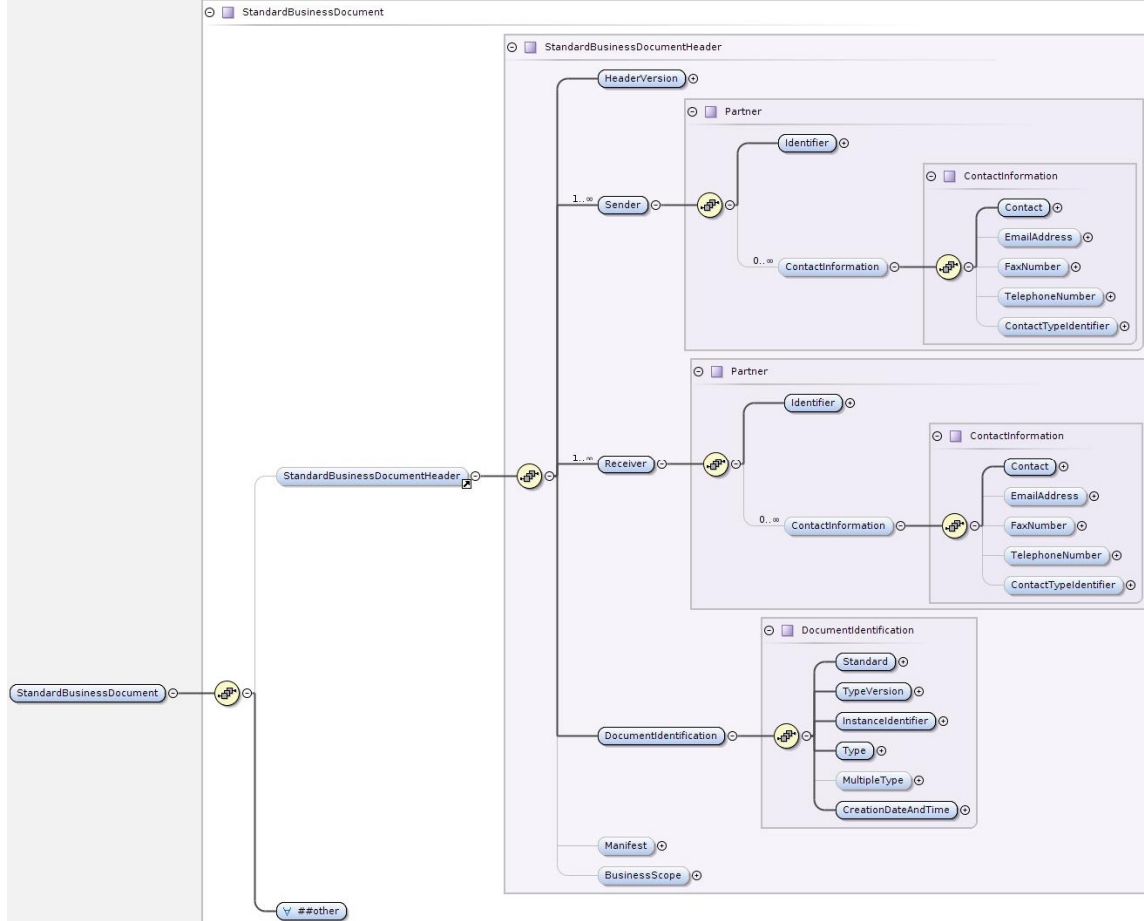 StandardBusinessDocument
StandardBusinessDocumentHeader
HeaderVersion
Partner
Identifier
ContactInformation
1..∞
Sender
Contact
EmailAddress
0..∞
ContactInformation
FaxNumber
TelephoneNumber
ContactTypeIdentifier
Partner
Identifier
ContactInformation
1..∞
Receiver
Contact
StandardBusinessDocumentHeader
EmailAddress
0..∞
ContactInformation
FaxNumber
TelephoneNumber
ContactTypeIdentifier
DocumentIdentification
Standard
StandardBusinessDocument
TypeVersion
InstanceIdentifier
DocumentIdentification
Type
MultipleType
CreationDateAndTime
Manifest
BusinessScope
∀ ##other